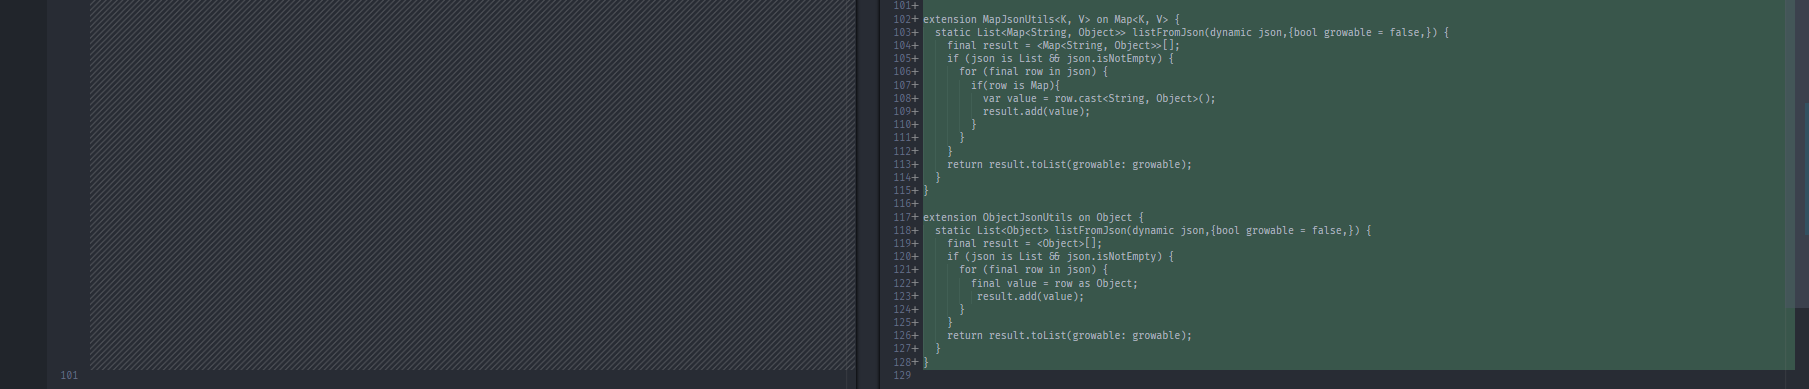 101+
102+ extension MapJsonUtils<K, V> on Map<K, V> {
103+   static List<Map<String, Object>> listFromJson(dynamic json,{bool growable = false,}) {
104+     final result = <Map<String, Object>>[];
105+     if (json is List && json.isNotEmpty) {
106+       for (final row in json) {
107+         if(row is Map){
108+           var value = row.cast<String, Object>();
109+           result.add(value);
110+         }
111+       }
112+     }
113+     return result.toList(growable: growable);
114+   }
115+ }
116+
117+ extension ObjectJsonUtils on Object {
118+   static List<Object> listFromJson(dynamic json,{bool growable = false,}) {
119+     final result = <Object>[];
120+     if (json is List && json.isNotEmpty) {
121+       for (final row in json) {
122+         final value = row as Object;
123+          result.add(value);
124+       }
125+     }
126+     return result.toList(growable: growable);
127+   }
128+ }
101
129